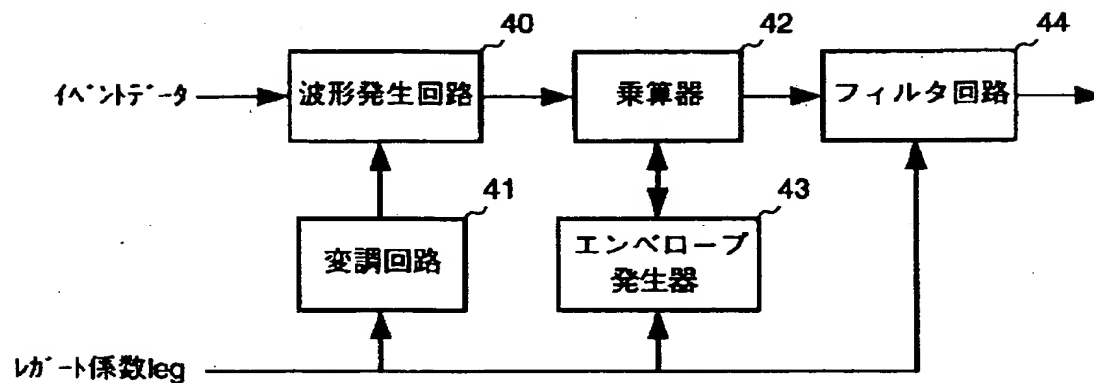 40
42
44
ｲﾍﾞﾝﾄﾃﾞｰﾀ
波形発生回路
乗算器
フィルタ回路
41
43
変調回路
エンベロープ
発生器
ﾚｶﾞｰﾄ係数leg